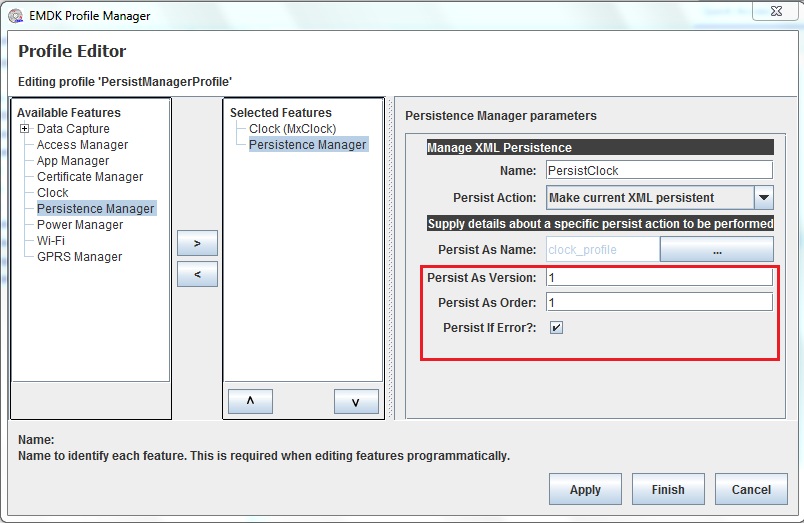 EMDK Profile Manager
Profile Editor
Editing profile 'PersistManagerProfile'
Available Features
Data Capture
Access Manager
App Manager
Certificate Manager
Clock
Persistence Manager
Power Manager
Wi-Fi
GPRS Manager
>
<
Selected Features
Clock (MxClock)
Persistence Manager
^
v
Persistence Manager parameters
Manage XML Persistence
Name: PersistClock
Persist Action: Make current XML persistent
Supply details about a specific persist action to be performed
Persist As Name: clock_profile ...
Persist As Version: 1
Persist As Order: 1
Persist If Error?:
Name:
Name to identify each feature. This is required when editing features programmatically.
Apply Finish Cancel